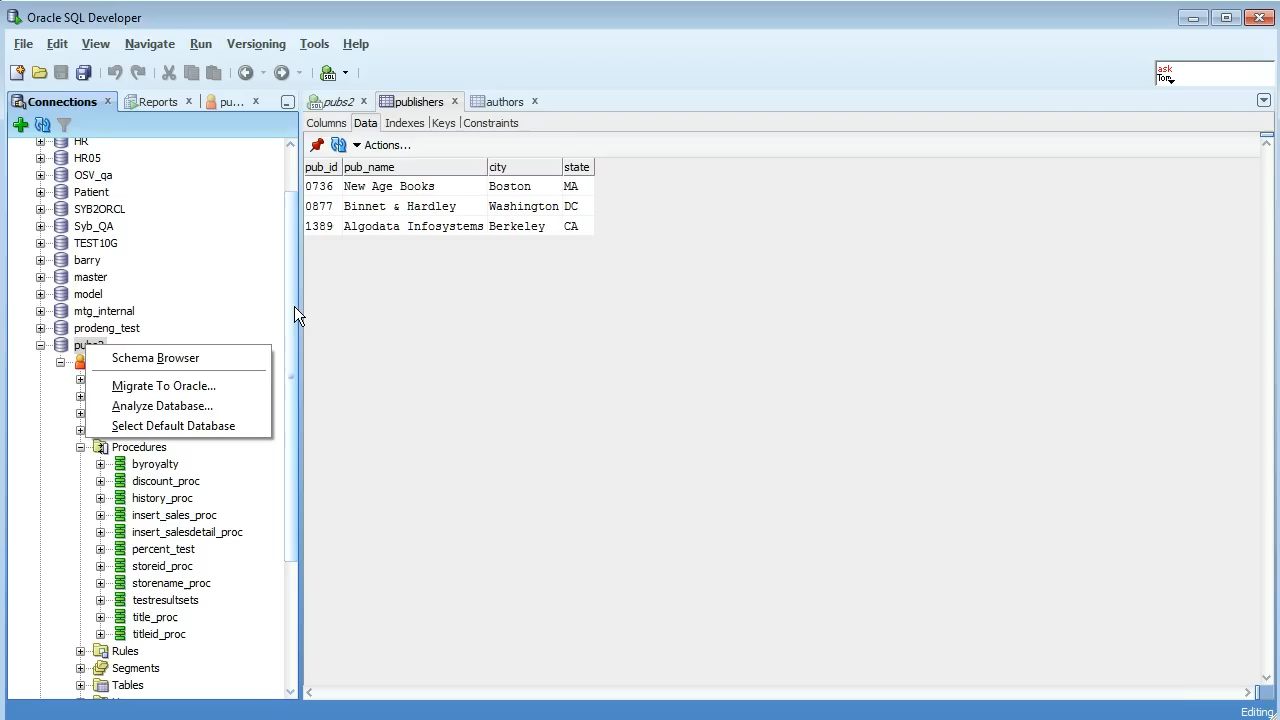 Oracle SQL Developer
File Edit View Navigate Run Versioning Tools Help
ask
Tom
Connections Reports pu...
pubs2 publishers authors
Columns Data Indexes Keys Constraints
Actions...
pub_id pub_name city state
0736 New Age Books Boston MA
0877 Binnet & Hardley Washington DC
1389 Algodata Infosystems Berkeley CA
HR
HR05
OSV_qa
Patient
SYB2ORCL
Syb_QA
TEST10G
barry
master
model
mtg_internal
prodeng_test
pubs2
Schema Browser
Migrate To Oracle...
Analyze Database...
Select Default Database
Procedures
byroyalty
discount_proc
history_proc
insert_sales_proc
insert_salesdetail_proc
percent_test
storeid_proc
storename_proc
testresultsets
title_proc
titleid_proc
Rules
Segments
Tables
Editing